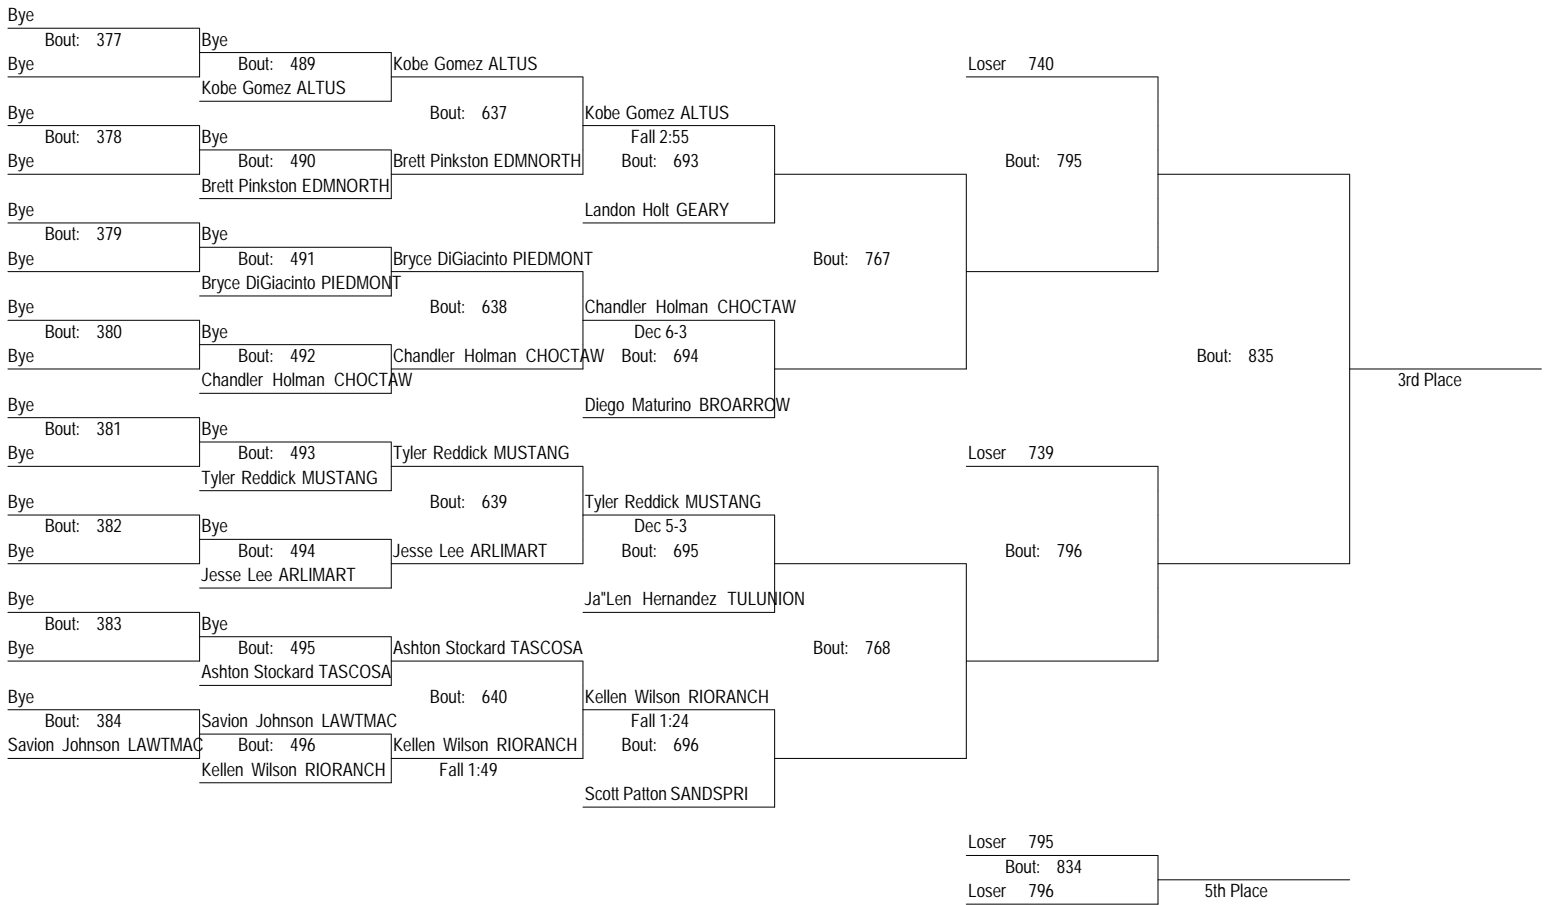 Bye
Bout: 377
Bye
Bye
Bout: 489
Kobe Gomez ALTUS
Kobe Gomez ALTUS
Loser 740
Bye
Bout: 637
Kobe Gomez ALTUS
Bout: 378
Bye
Fall 2:55
Bye
Bout: 490
Brett Pinkston EDMNORTH
Bout: 693
Bout: 795
Brett Pinkston EDMNORTH
Bye
Landon Holt GEARY
Bout: 379
Bye
Bye
Bout: 491
Bryce DiGiacinto PIEDMONT
Bout: 767
Bryce DiGiacinto PIEDMONT
Bye
Bout: 638
Chandler Holman CHOCTAW
Bout: 380
Bye
Dec 6-3
Bye
Bout: 492
Chandler Holman CHOCTAW
Bout: 694
Bout: 835
Chandler Holman CHOCTAW
3rd Place
Bye
Diego Maturino BROARROW
Bout: 381
Bye
Bye
Bout: 493
Tyler Reddick MUSTANG
Loser 739
Tyler Reddick MUSTANG
Bye
Bout: 639
Tyler Reddick MUSTANG
Bout: 382
Bye
Dec 5-3
Bye
Bout: 494
Jesse Lee ARLIMART
Bout: 695
Bout: 796
Jesse Lee ARLIMART
Bye
Ja"Len Hernandez TULUNION
Bout: 383
Bye
Bye
Bout: 495
Ashton Stockard TASCOSA
Bout: 768
Ashton Stockard TASCOSA
Bye
Bout: 640
Kellen Wilson RIORANCH
Bout: 384
Savion Johnson LAWTMAC
Fall 1:24
Savion Johnson LAWTMAC
Bout: 496
Kellen Wilson RIORANCH
Bout: 696
Kellen Wilson RIORANCH
Fall 1:49
Scott Patton SANDSPRI
Loser 795
Bout: 834
Loser 796
5th Place